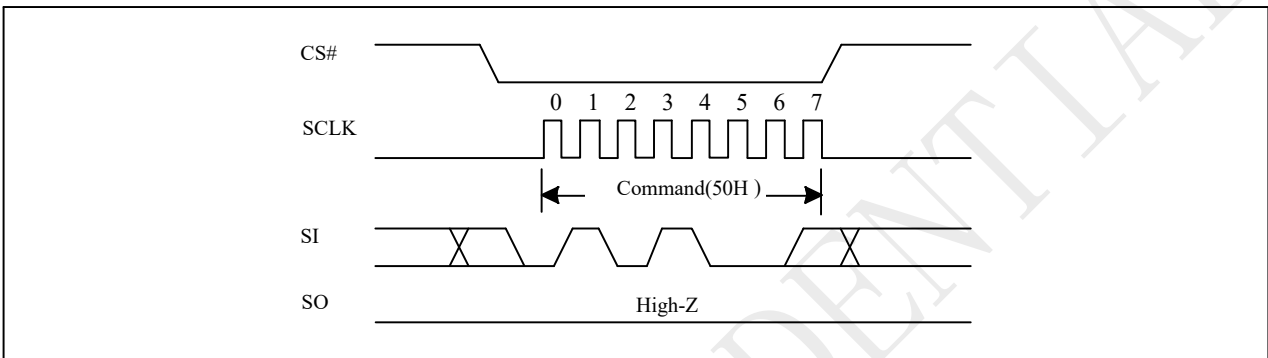 CS#
0 1 2 3 4 5 6 7
SCLK
Command(50H )
SI
SO High-Z